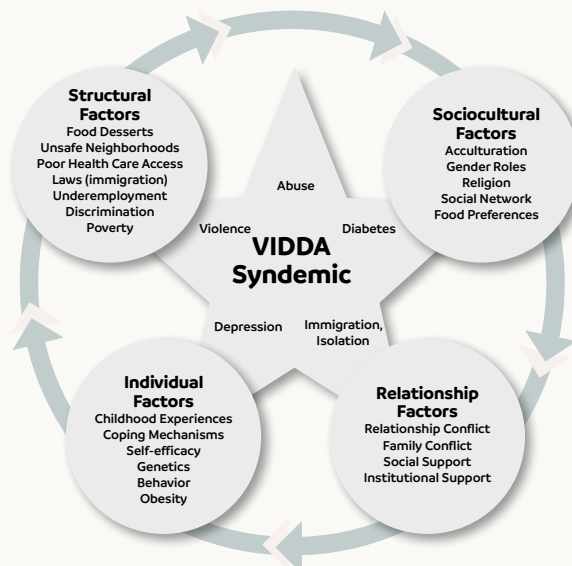 Structural
Factors
Food Desserts
Unsafe Neighborhoods
Poor Health Care Access
Laws (immigration)
Underemployment
Discrimination
Poverty
Sociocultural
Factors
Acculturation
Gender Roles
Religion
Social Network
Food Preferences
Abuse
Violence
Diabetes
VIDDA
Syndemic
Depression
Immigration,
Isolation
Individual
Factors
Childhood Experiences
Coping Mechanisms
Self-efficacy
Genetics
Behavior
Obesity
Relationship
Factors
Relationship Conflict
Family Conflict
Social Support
Institutional Support